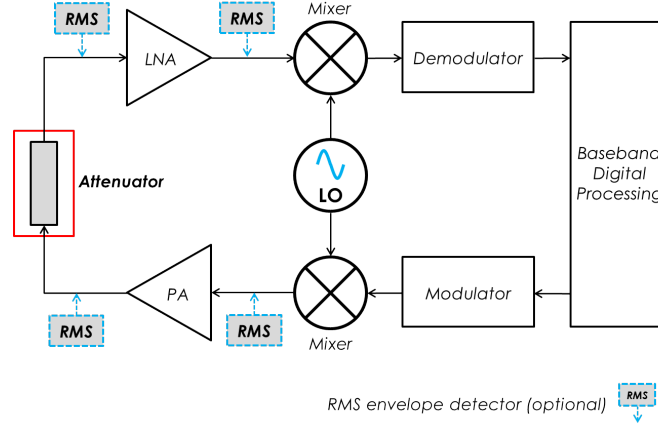 Mixer
RMS
RMS
LNA
Demodulator
Attenuator
LO
Baseband
Digital
Processing
PA
Modulator
RMS
RMS
Mixer
RMS envelope detector (optional)
RMS